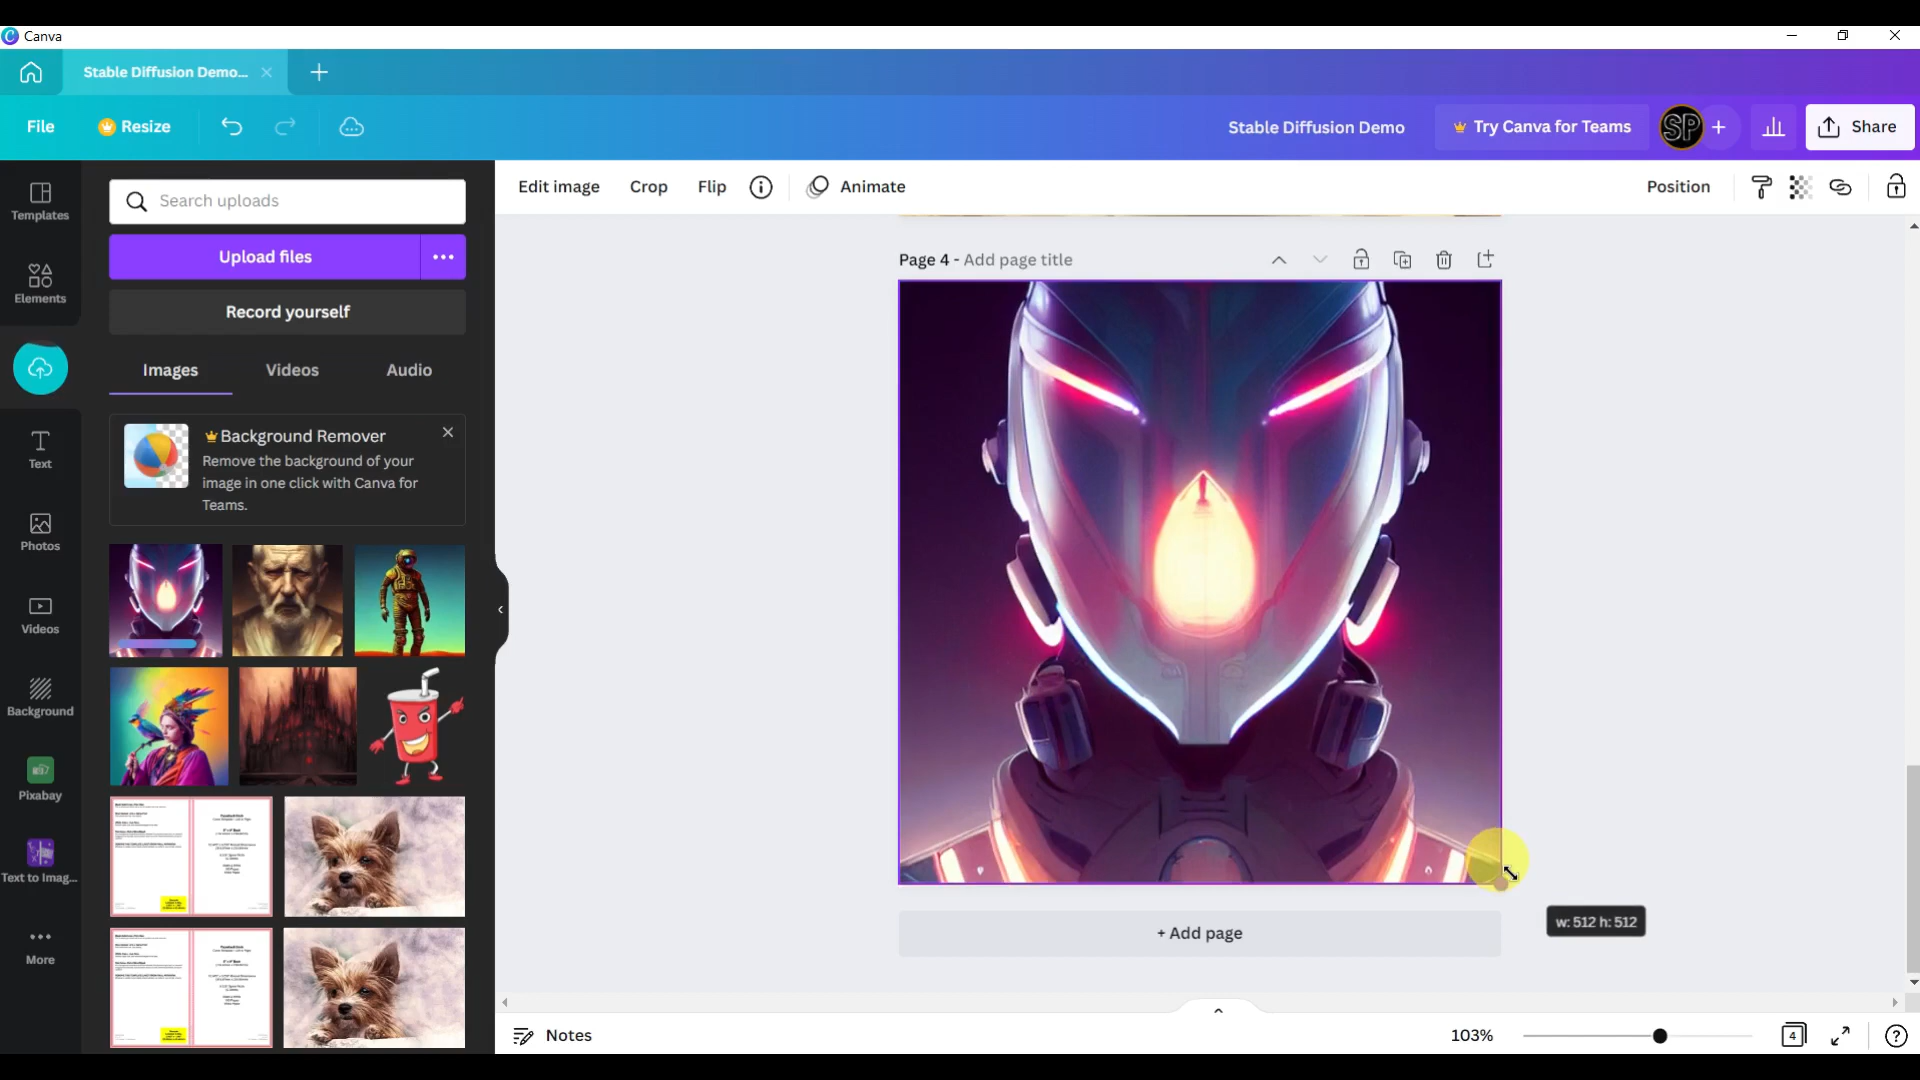 Canva
Stable Diffusion Demo...
File
Resize
Stable Diffusion Demo
Try Canva for Teams
SP
Share
Templates
Elements
Text
Photos
Videos
Background
Pixabay
Text to Imag...
More
Search uploads
Upload files
Record yourself
Images
Videos
Audio
Background Remover
Remove the background of your
image in one click with Canva for
Teams.
Edit image
Crop
Flip
Animate
Position
Page 4 - Add page title
+ Add page
w: 512 h: 512
Notes
103%
4